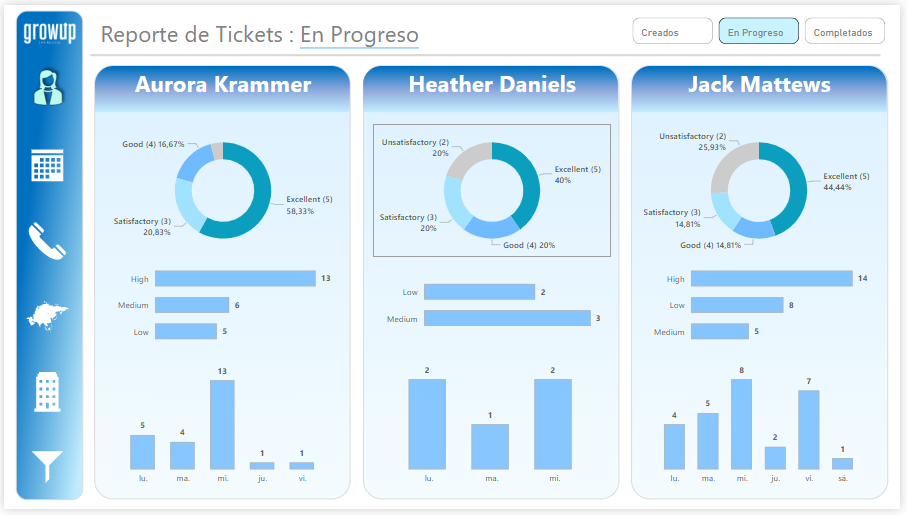 growup
Reporte de Tickets : En Progreso
Creados
En Progreso
Completados
Aurora Krammer
Good (4) 16,67%
Excellent (5)
58,33%
Satisfactory (3)
20,83%
High
13
Medium
6
Low
5
5
4
13
1
1
lu.
ma.
mi.
ju.
vi.
Heather Daniels
Unsatisfactory (2)
20%
Excellent (5)
40%
Satisfactory (3)
20%
Good (4) 20%
Low
2
Medium
3
2
1
2
lu.
ma.
mi.
Jack Mattews
Unsatisfactory (2)
25,93%
Excellent (5)
44,44%
Satisfactory (3)
14,81%
Good (4) 14,81%
High
14
Low
8
Medium
5
4
5
8
2
7
1
lu.
ma.
mi.
ju.
vi.
sá.